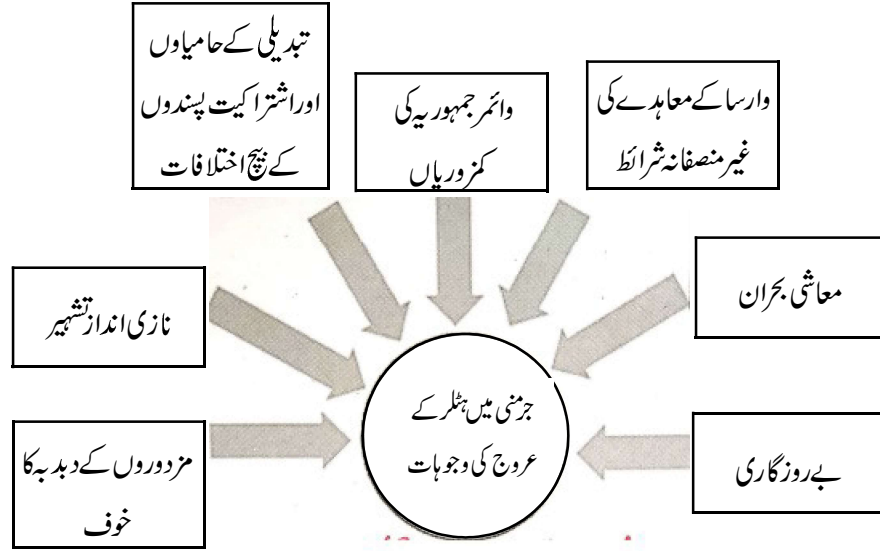 وارسا کے معاہدے کی
غیر منصفانہ شرائط
وائمر جمہوریہ کی
کمزوریاں
تبدیلی کے حامیاوں
اوراشتراکیت پسندوں
کے بیچ اختلافات
معاشی بحران
نازی انداز تشہیر
بے روزگاری
مزدوروں کے دبدبہ کا
خوف
جرمنی میں ہٹلر کے
عروج کی وجوہات